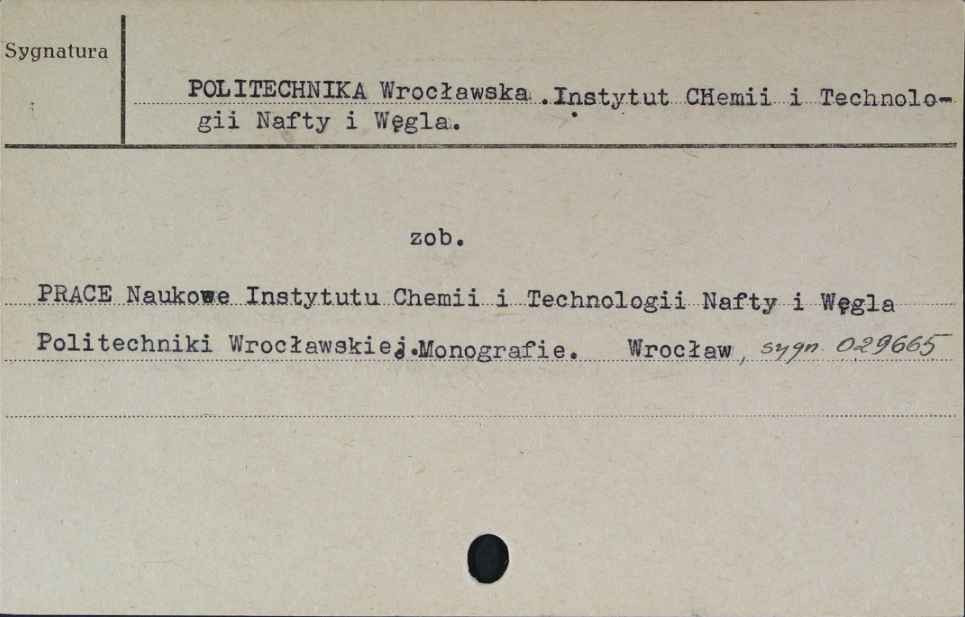 Sygnatura
POLITECHNIKA Wrocławska.Instytut CHemii i Technolo-
gii Nafty i Węgla.
zob.
PRACE Naukowe Instytutu Chemii i Technologii Nafty i Węgla
Politechniki Wrocławskiej.Monografie. Wrocław, sygn. 029665